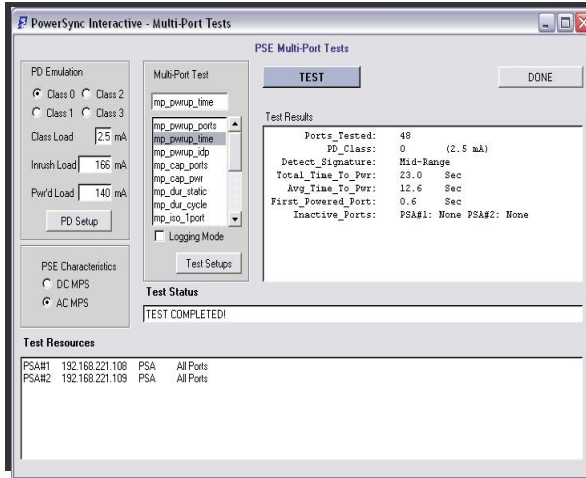 PowerSync Interactive - Multi-Port Tests
PSE Multi-Port Tests
PD Emulation
Class 0 Class 2
Class 1 Class 3
Class Load 2.5 mA
Inrush Load 166 mA
Pwr'd Load 140 mA
PD Setup
PSE Characteristics
DC MPS
AC MPS
Multi-Port Test
mp_pwrup_time
mp_pwrup_ports
mp_pwrup_time
mp_pwrup_idp
mp_cap_ports
mp_cap_pwr
mp_dur_static
mp_dur_cycle
mp_iso_1port
Logging Mode
Test Setups
TEST
DONE
Test Results
Ports_Tested: 48
PD_Class: 0 (2.5 mA)
Detect_Signature: Mid-Range
Total_Time_To_Pwr: 23.0 Sec
Avg_Time_To_Pwr: 12.6 Sec
First_Powered_Port: 0.6 Sec
Inactive_Ports: PSA#1: None PSA#2: None
Test Status
TEST COMPLETED!
Test Resources
PSA#1 192.168.221.108 PSA All Ports
PSA#2 192.168.221.109 PSA All Ports